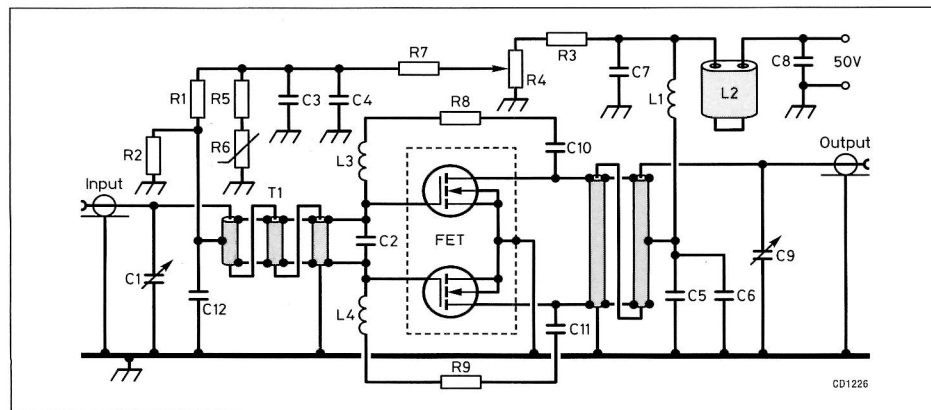 R3
R7
C8
50V
R4
C7
L2
R1
R5
C3
C4
L1
R8
R2
R6
L3
C10
Output
Input
T1
C2
FET
C1
C9
C12
L4
C5
C6
C11
R9
CD1226